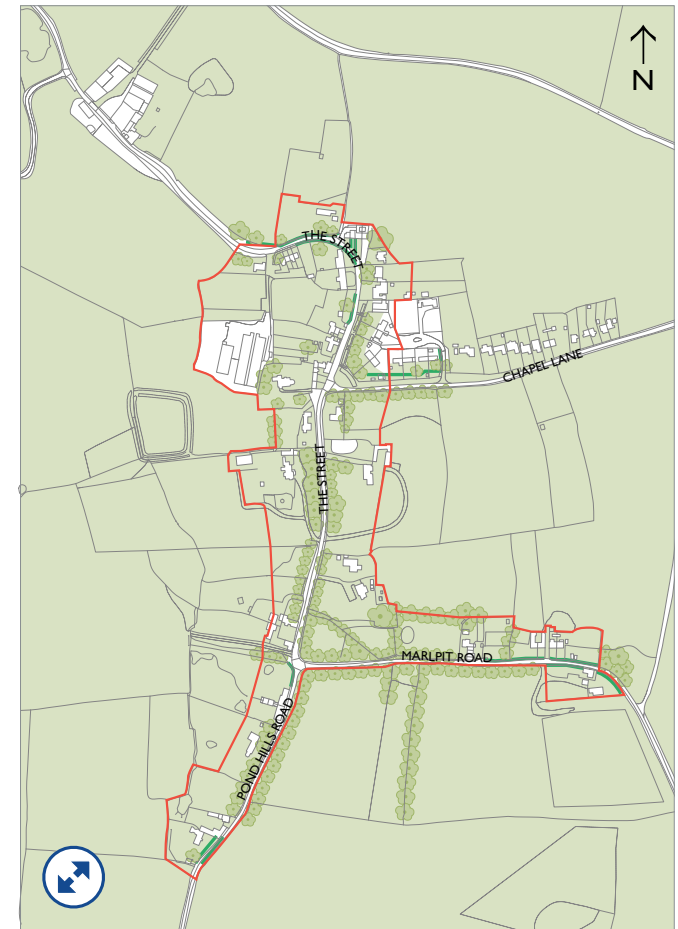 N
THE STREET
CHAPEL LANE
THE STREET
MARLPIT ROAD
POND HILLS ROAD